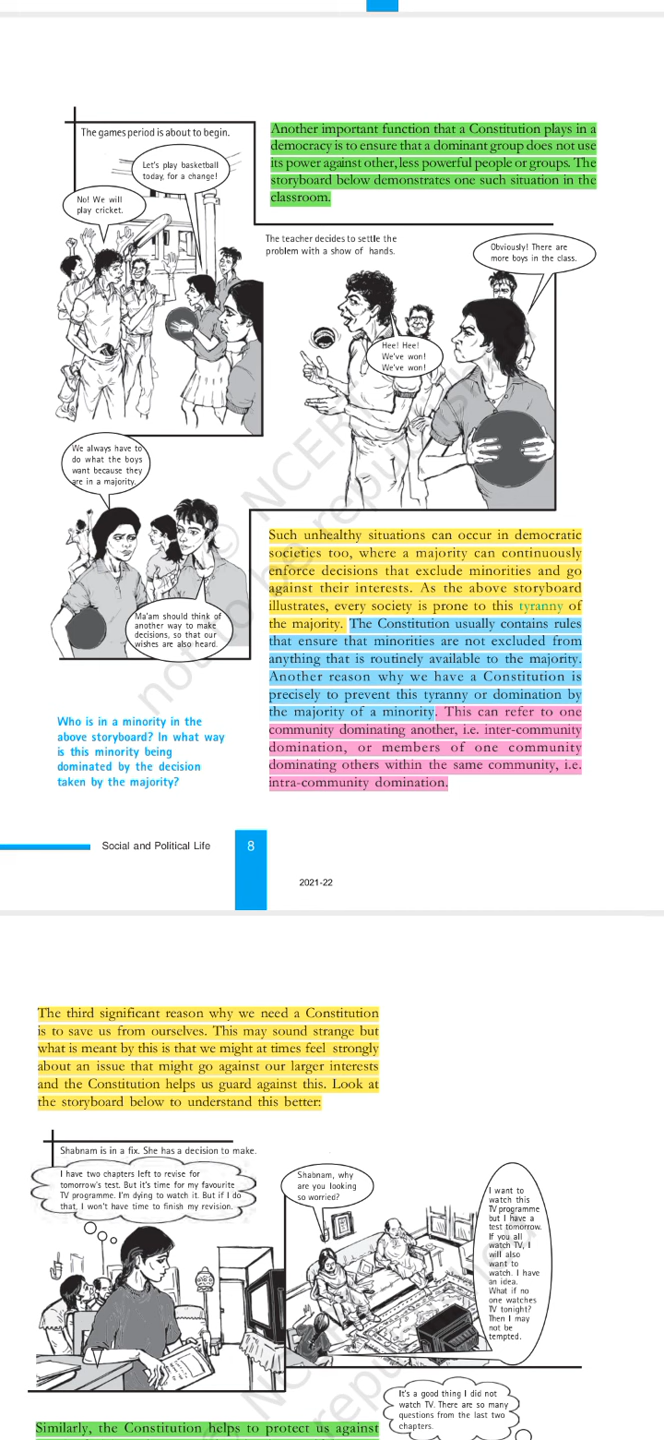 The games period is about to begin.
Let's play basketball
today, for a change!
No! We will
play cricket.
Another important function that a Constitution plays in a
democracy is to ensure that a dominant group does not use
its power against other, less powerful people or groups. The
storyboard below demonstrates one such situation in the
classroom.
The teacher decides to settle the
problem with a show of hands.
Obviously! There are
more boys in the class.
Hee! Hee!
We've won!
We've won!
We always have to
do what the boys
want because they
are in a majority.
Ma'am should think of
another way to make
decisions, so that our
wishes are also heard.
Such unhealthy situations can occur in democratic
societies too, where a majority can continuously
enforce decisions that exclude minorities and go
against their interests. As the above storyboard
illustrates, every society is prone to this tyranny of
the majority. The Constitution usually contains rules
that ensure that minorities are not excluded from
anything that is routinely available to the majority.
Another reason why we have a Constitution is
precisely to prevent this tyranny or domination by
the majority of a minority. This can refer to one
community dominating another, i.e. inter-community
domination, or members of one community
dominating others within the same community, i.e.
intra-community domination.
Who is in a minority in the
above storyboard? In what way
is this minority being
dominated by the decision
taken by the majority?
Social and Political Life
8
2021-22
© NCERT
not to be republished
The third significant reason why we need a Constitution
is to save us from ourselves. This may sound strange but
what is meant by this is that we might at times feel strongly
about an issue that might go against our larger interests
and the Constitution helps us guard against this. Look at
the storyboard below to understand this better:
Shabnam is in a fix. She has a decision to make.
I have two chapters left to revise for
tomorrow's test. But it's time for my favourite
TV programme. I'm dying to watch it. But if I do
that, I won't have time to finish my revision.
Shabnam, why
are you looking
so worried?
I want to
watch this
TV programme
but I have a
test tomorrow.
If you all
watch TV, I
will also
want to
watch. I have
an idea.
What if no
one watches
TV tonight?
Then I may
not be
tempted.
It's a good thing I did not
watch TV. There are so many
questions from the last two
chapters.
Similarly, the Constitution helps to protect us against